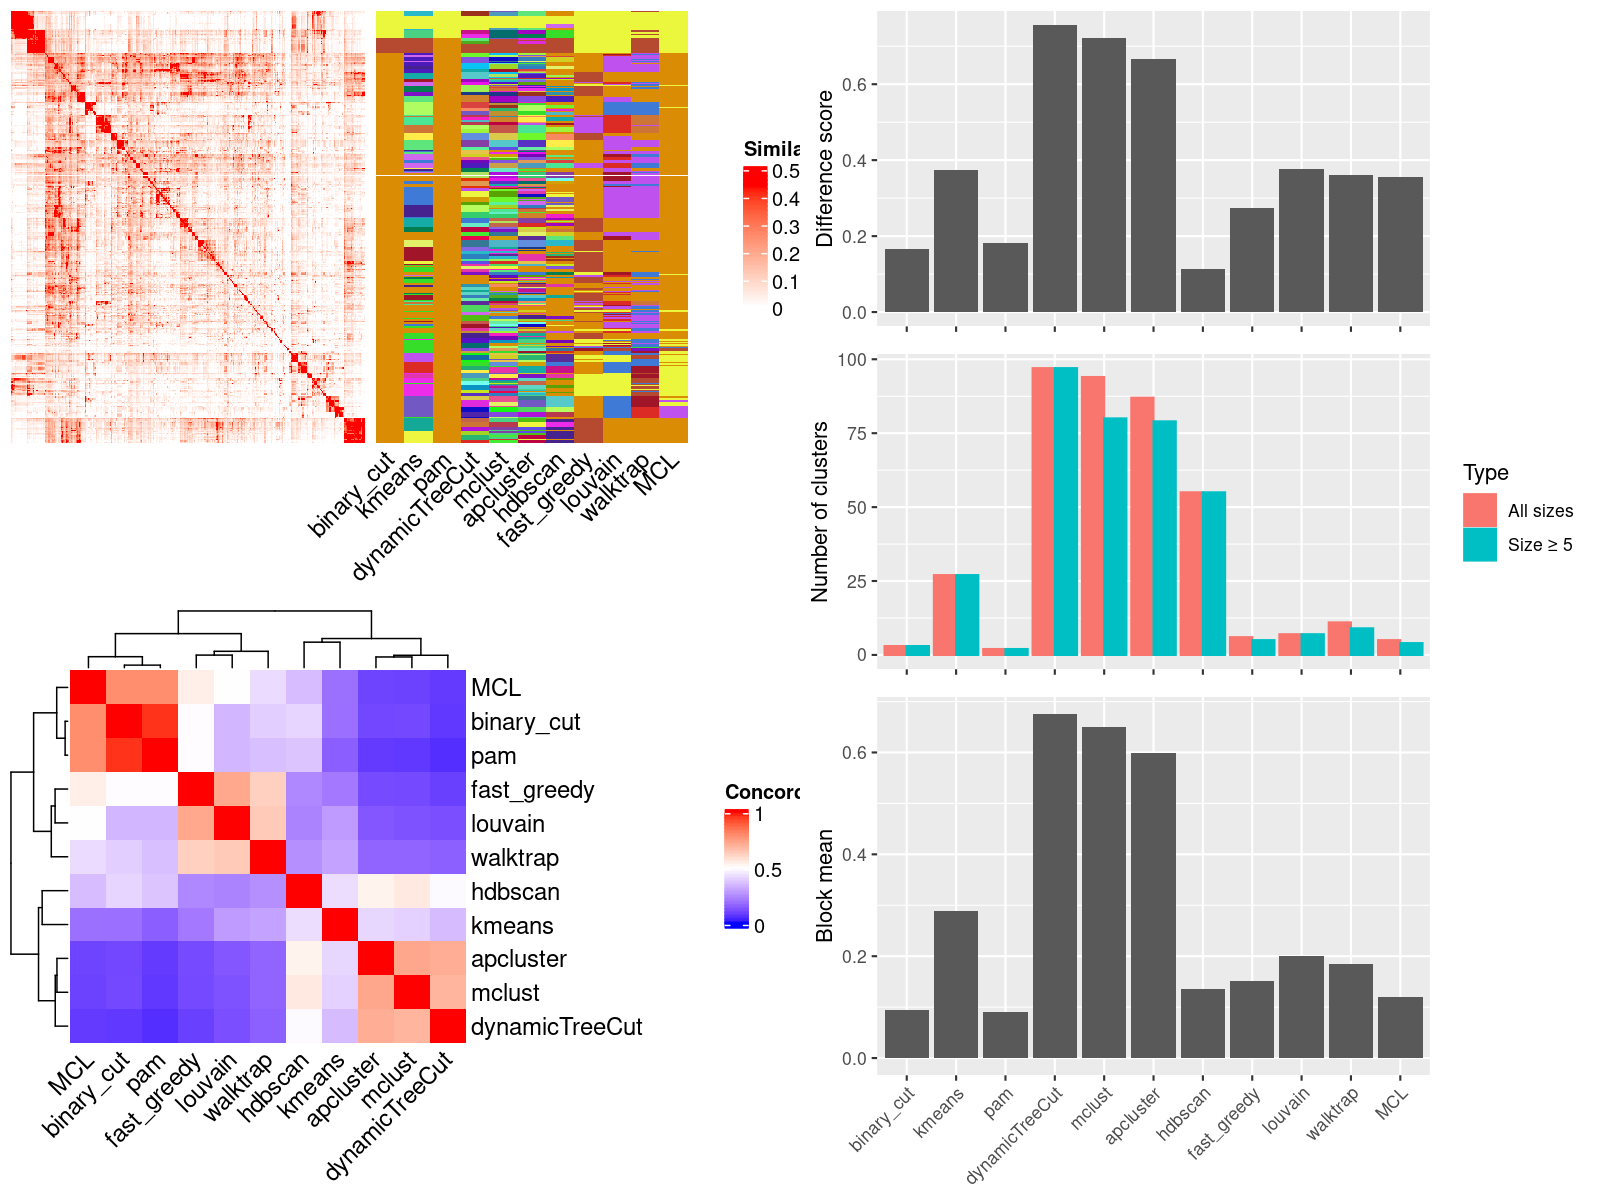 Simila
0.5
0.4
0.3
0.2
0.1
0
binary_cut
kmeans
pam
dynamicTreeCut
mclust
apcluster
hdbscan
fast_greedy
louvain
walktrap
MCL
MCL
binary_cut
pam
fast_greedy
louvain
walktrap
hdbscan
kmeans
apcluster
mclust
dynamicTreeCut
MCL
binary_cut
pam
fast_greedy
louvain
walktrap
hdbscan
kmeans
apcluster
mclust
dynamicTreeCut
Concord
1
0.5
0
Difference score
0.6
0.4
0.2
0.0
Number of clusters
100
75
50
25
0
Block mean
0.6
0.4
0.2
0.0
binary_cut
kmeans
pam
dynamicTreeCut
mclust
apcluster
hdbscan
fast_greedy
louvain
walktrap
MCL
Type
All sizes
Size ≥ 5